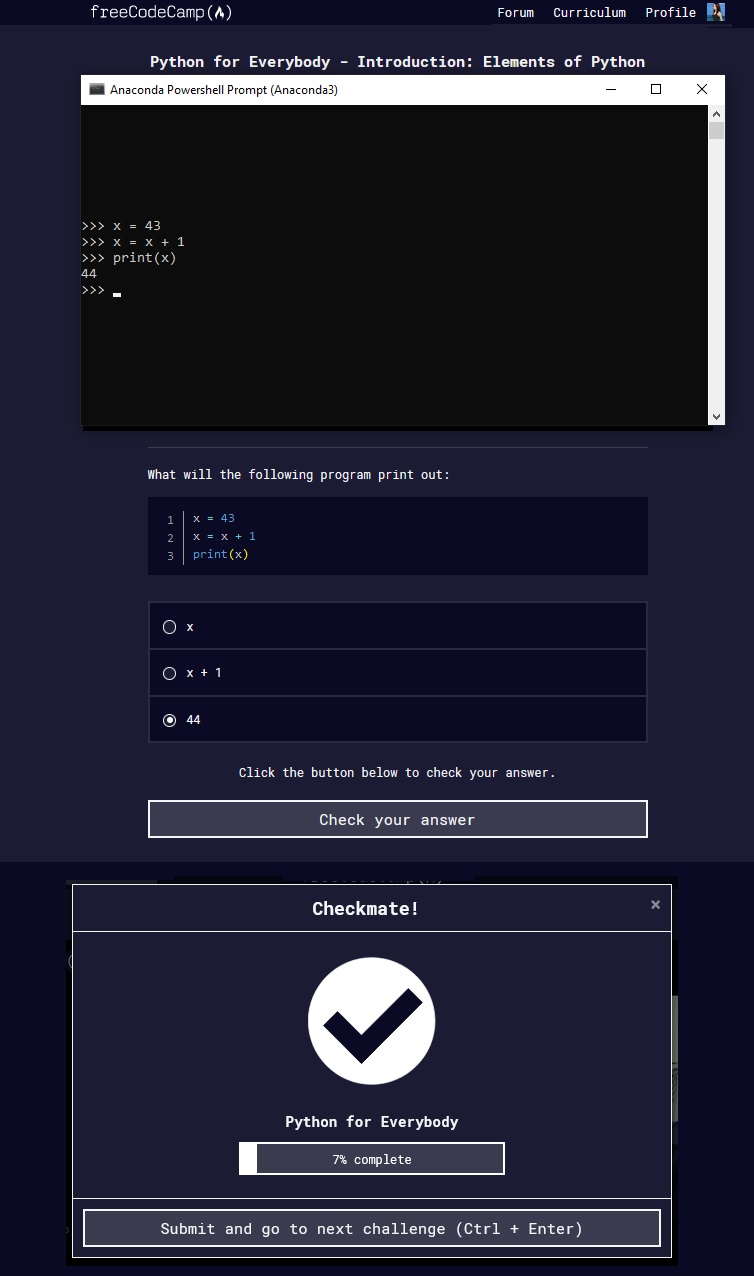 freeCodeCamp
Forum Curriculum Profile
Python for Everybody - Introduction: Elements of Python
Anaconda Powershell Prompt (Anaconda3)
>>> x = 43
>>> x = x + 1
>>> print(x)
44
>>>
What will the following program print out:
1 x = 43
2 x = x + 1
3 print(x)
x
x + 1
44
Click the button below to check your answer.
Check your answer
Checkmate!
×
Python for Everybody
7% complete
Submit and go to next challenge (Ctrl + Enter)